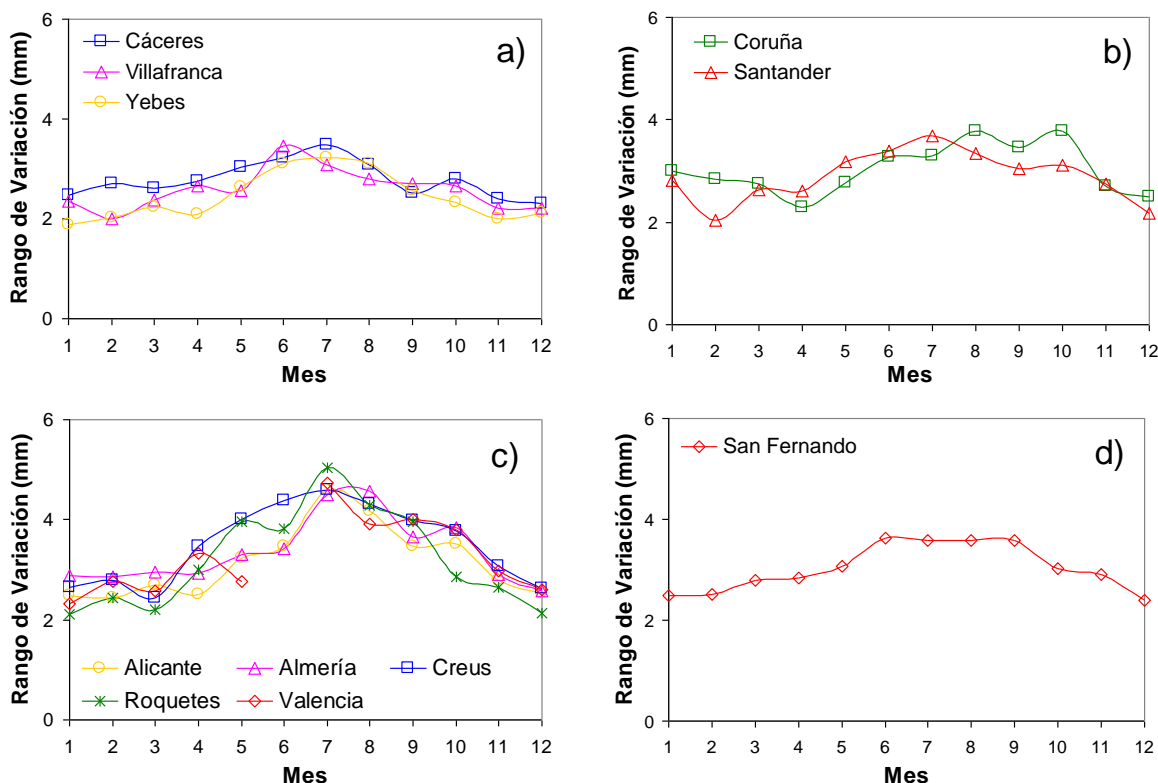 Rango de Variación (mm)
6
4
2
0
Cáceres
Villafranca
Yebes
a)
1 2 3 4 5 6 7 8 9 10 11 12
Mes
Rango de Variación (mm)
6
4
2
0
Coruña
Santander
b)
1 2 3 4 5 6 7 8 9 10 11 12
Mes
Rango de Variación (mm)
6
4
2
0
c)
Alicante Almería Creus
Roquetes Valencia
1 2 3 4 5 6 7 8 9 10 11 12
Mes
Rango de Variación (mm)
6
4
2
0
San Fernando
d)
1 2 3 4 5 6 7 8 9 10 11 12
Mes